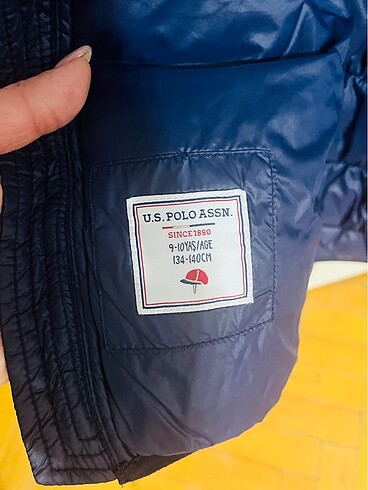 U.S. POLO ASSN.
SINCE 1890
9-10YAŞ/AGE
134-140CM